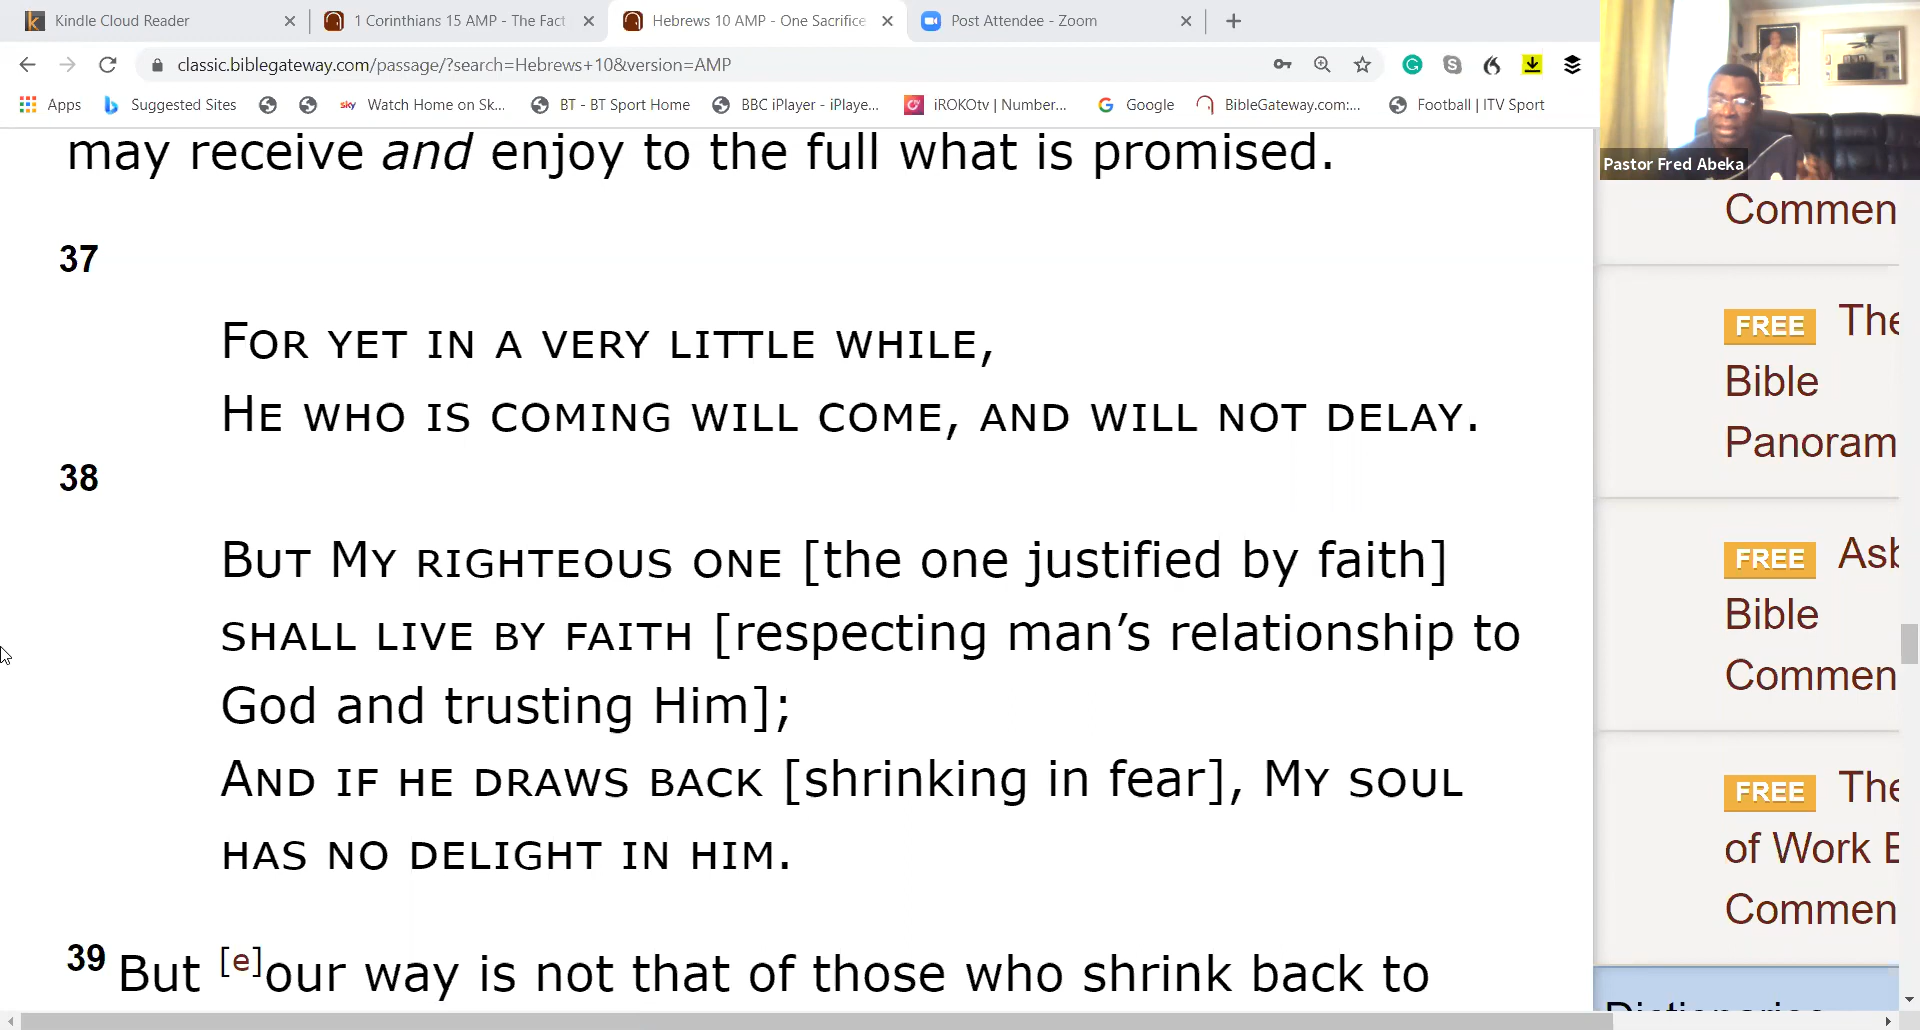 Kindle Cloud Reader
1 Corinthians 15 AMP - The Fact
Hebrews 10 AMP - One Sacrifice
Post Attendee - Zoom
classic.biblegateway.com/passage/?search=Hebrews+10&version=AMP
Apps
Suggested Sites
sky
Watch Home on Sk...
BT - BT Sport Home
BBC iPlayer - iPlaye...
iROKOtv | Number...
Google
BibleGateway.com:...
Football | ITV Sport
Pastor Fred Abeka
may receive and enjoy to the full what is promised.
37
FOR YET IN A VERY LITTLE WHILE,
HE WHO IS COMING WILL COME, AND WILL NOT DELAY.
38
BUT MY RIGHTEOUS ONE [the one justified by faith]
SHALL LIVE BY FAITH [respecting man’s relationship to
God and trusting Him];
AND IF HE DRAWS BACK [shrinking in fear], MY SOUL
HAS NO DELIGHT IN HIM.
39 But [e]our way is not that of those who shrink back to
Commen
FREE The
Bible
Panoram
FREE Asb
Bible
Commen
FREE The
of Work B
Commen
Dictionaries